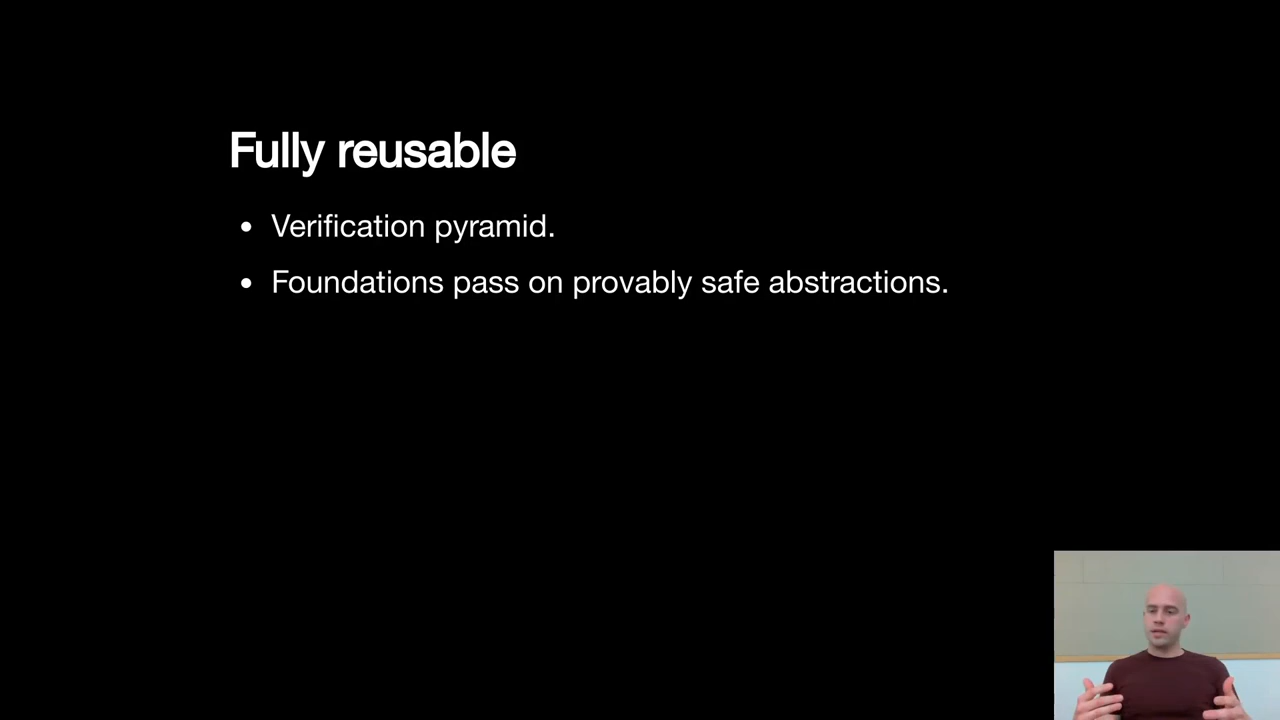 Fully reusable
• Verification pyramid.
• Foundations pass on provably safe abstractions.